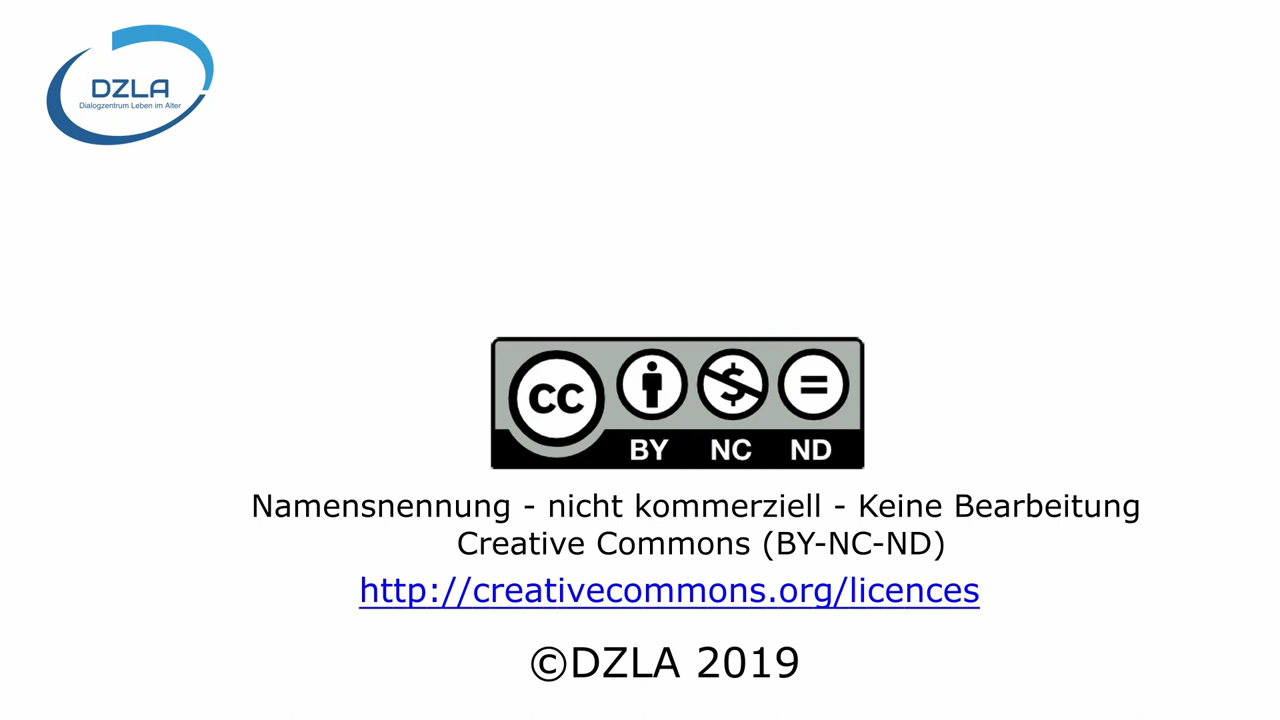 DZLA
Dialogzentrum Leben im Alter
CC
BY NC ND
Namensnennung - nicht kommerziell - Keine Bearbeitung
Creative Commons (BY-NC-ND)
http://creativecommons.org/licences
©DZLA 2019